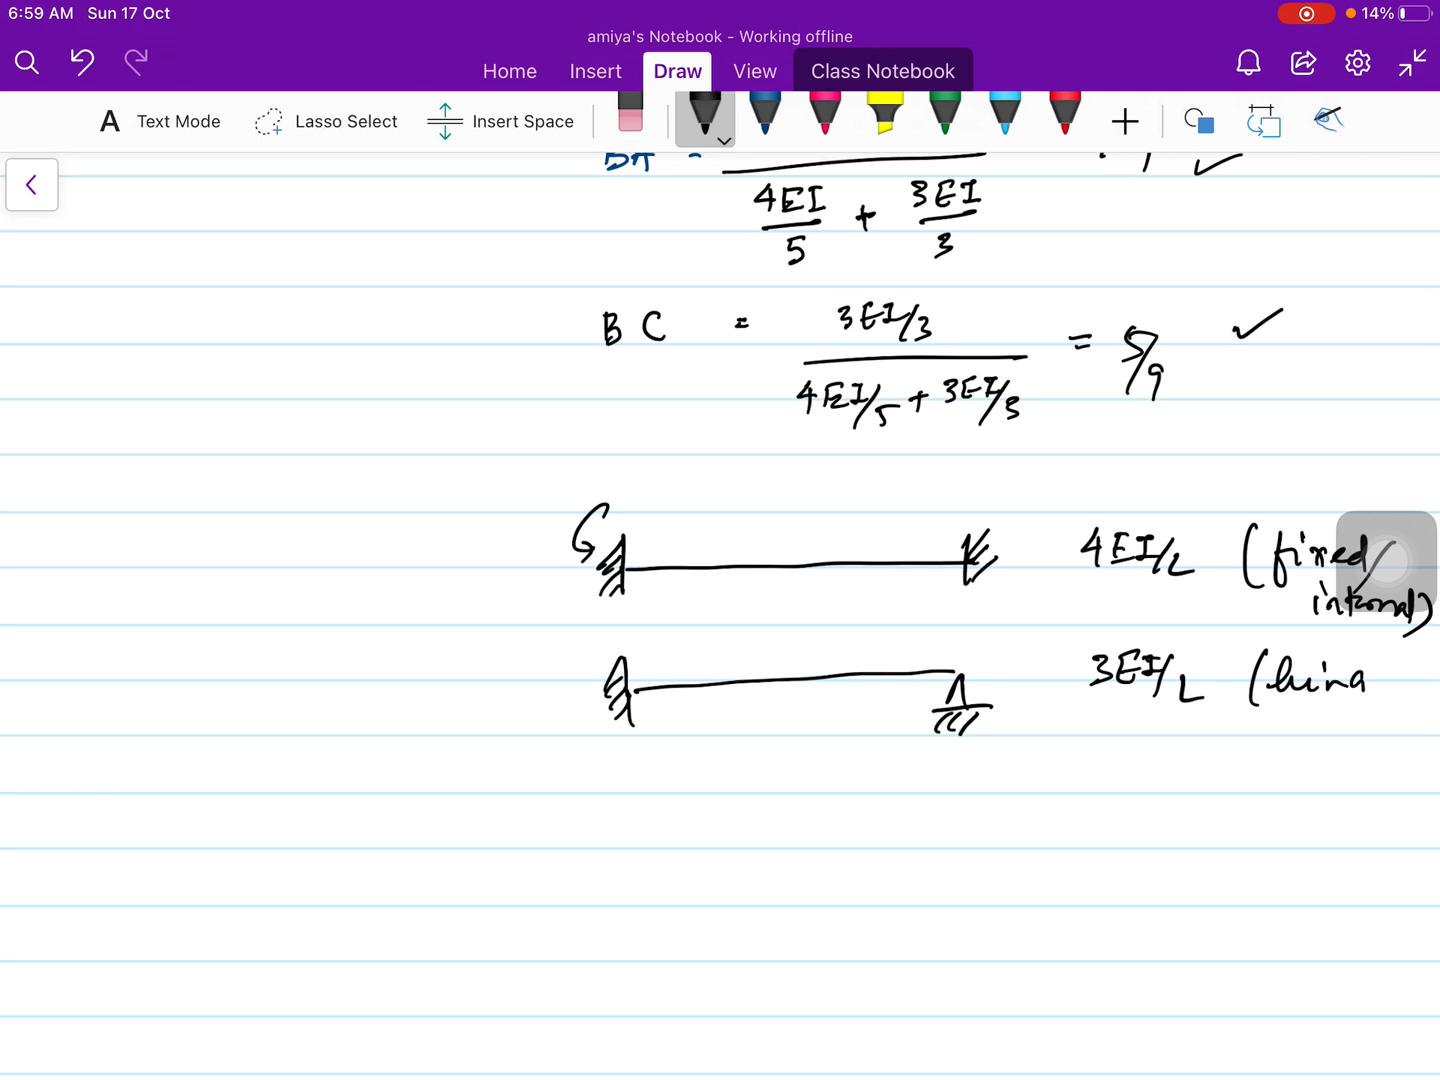 6:59 AM Sun 17 Oct
14%
amiya's Notebook - Working offline
Home Insert Draw View Class Notebook
A Text Mode Lasso Select Insert Space
BA =
4EI/5 + 3EI/3
BC = 3EI/3 / 4EI/5 + 3EI/3 = 5/9 ✓
4EI/L (fixed/
internal)
3EI/L (hing